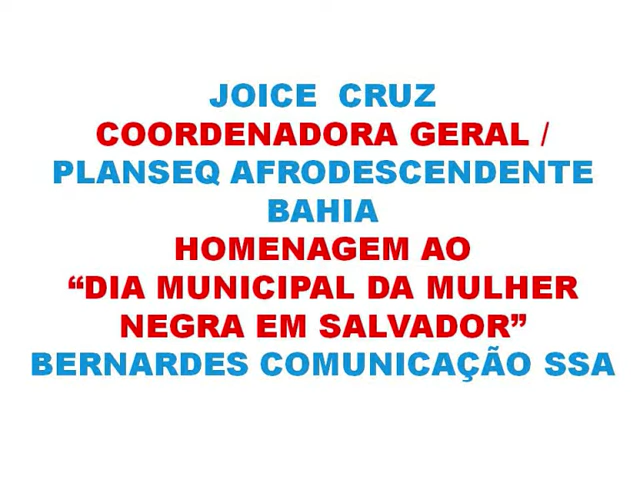 JOICE  CRUZ
COORDENADORA GERAL /
PLANSEQ AFRODESCENDENTE
BAHIA
HOMENAGEM AO
“DIA MUNICIPAL DA MULHER
NEGRA EM SALVADOR”
BERNARDES COMUNICAÇÃO SSA